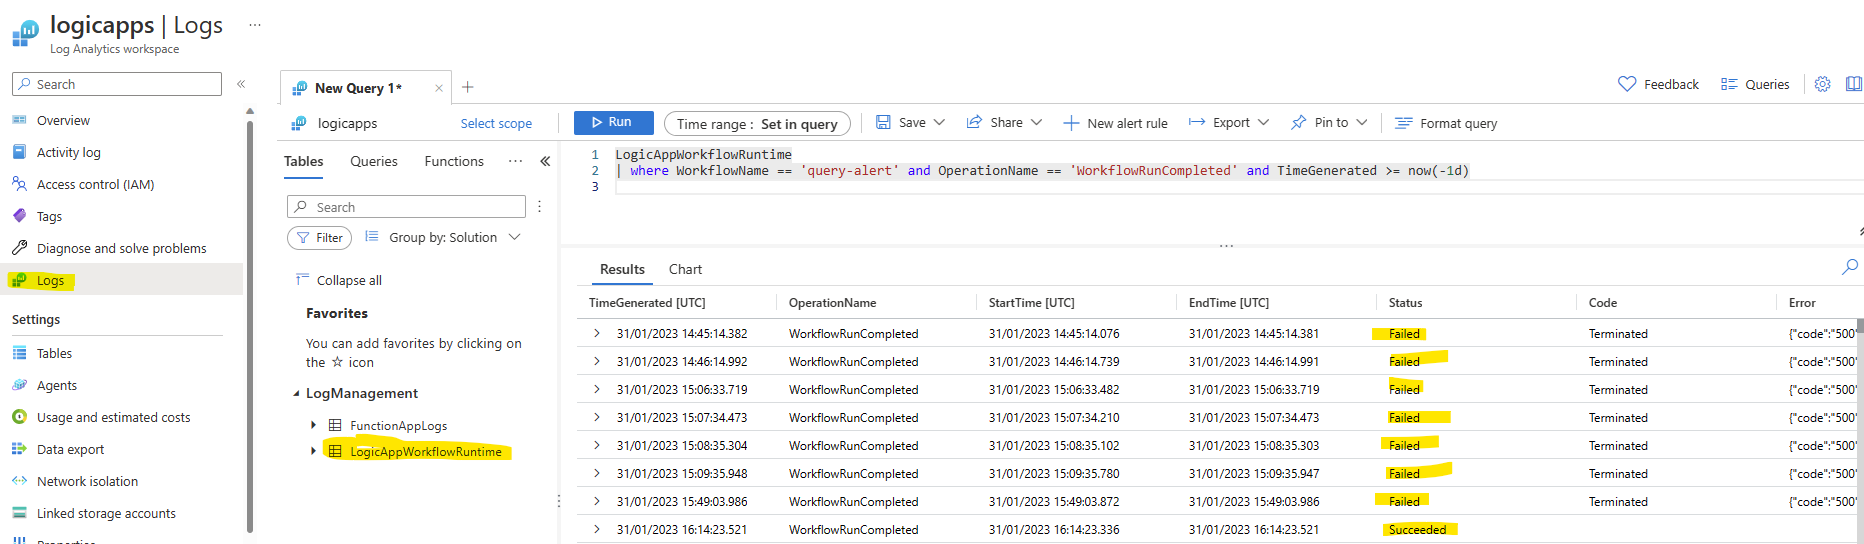 logicapps | Logs ...
Log Analytics workspace
Search «
Overview
Activity log
Access control (IAM)
Tags
Diagnose and solve problems
Logs
Settings
Tables
Agents
Usage and estimated costs
Data export
Network isolation
Linked storage accounts
Properties
New Query 1* × +
Feedback
Queries
logicapps
Select scope
Run
Time range : Set in query
Save
Share
New alert rule
Export
Pin to
Format query
Tables Queries Functions ... «
Search
Filter
Group by: Solution
Collapse all
Favorites
You can add favorites by clicking on
the ☆ icon
LogManagement
FunctionAppLogs
LogicAppWorkflowRuntime
1 LogicAppWorkflowRuntime
2 | where WorkflowName == 'query-alert' and OperationName == 'WorkflowRunCompleted' and TimeGenerated >= now(-1d)
3
...
Results Chart
TimeGenerated [UTC] OperationName StartTime [UTC] EndTime [UTC] Status Code Error
31/01/2023 14:45:14.382 WorkflowRunCompleted 31/01/2023 14:45:14.076 31/01/2023 14:45:14.381 Failed Terminated {"code":"500"
31/01/2023 14:46:14.992 WorkflowRunCompleted 31/01/2023 14:46:14.739 31/01/2023 14:46:14.991 Failed Terminated {"code":"500"
31/01/2023 15:06:33.719 WorkflowRunCompleted 31/01/2023 15:06:33.482 31/01/2023 15:06:33.719 Failed Terminated {"code":"500"
31/01/2023 15:07:34.473 WorkflowRunCompleted 31/01/2023 15:07:34.210 31/01/2023 15:07:34.473 Failed Terminated {"code":"500"
31/01/2023 15:08:35.304 WorkflowRunCompleted 31/01/2023 15:08:35.102 31/01/2023 15:08:35.303 Failed Terminated {"code":"500"
31/01/2023 15:09:35.948 WorkflowRunCompleted 31/01/2023 15:09:35.780 31/01/2023 15:09:35.947 Failed Terminated {"code":"500"
31/01/2023 15:49:03.986 WorkflowRunCompleted 31/01/2023 15:49:03.872 31/01/2023 15:49:03.986 Failed Terminated {"code":"500"
31/01/2023 16:14:23.521 WorkflowRunCompleted 31/01/2023 16:14:23.336 31/01/2023 16:14:23.521 Succeeded